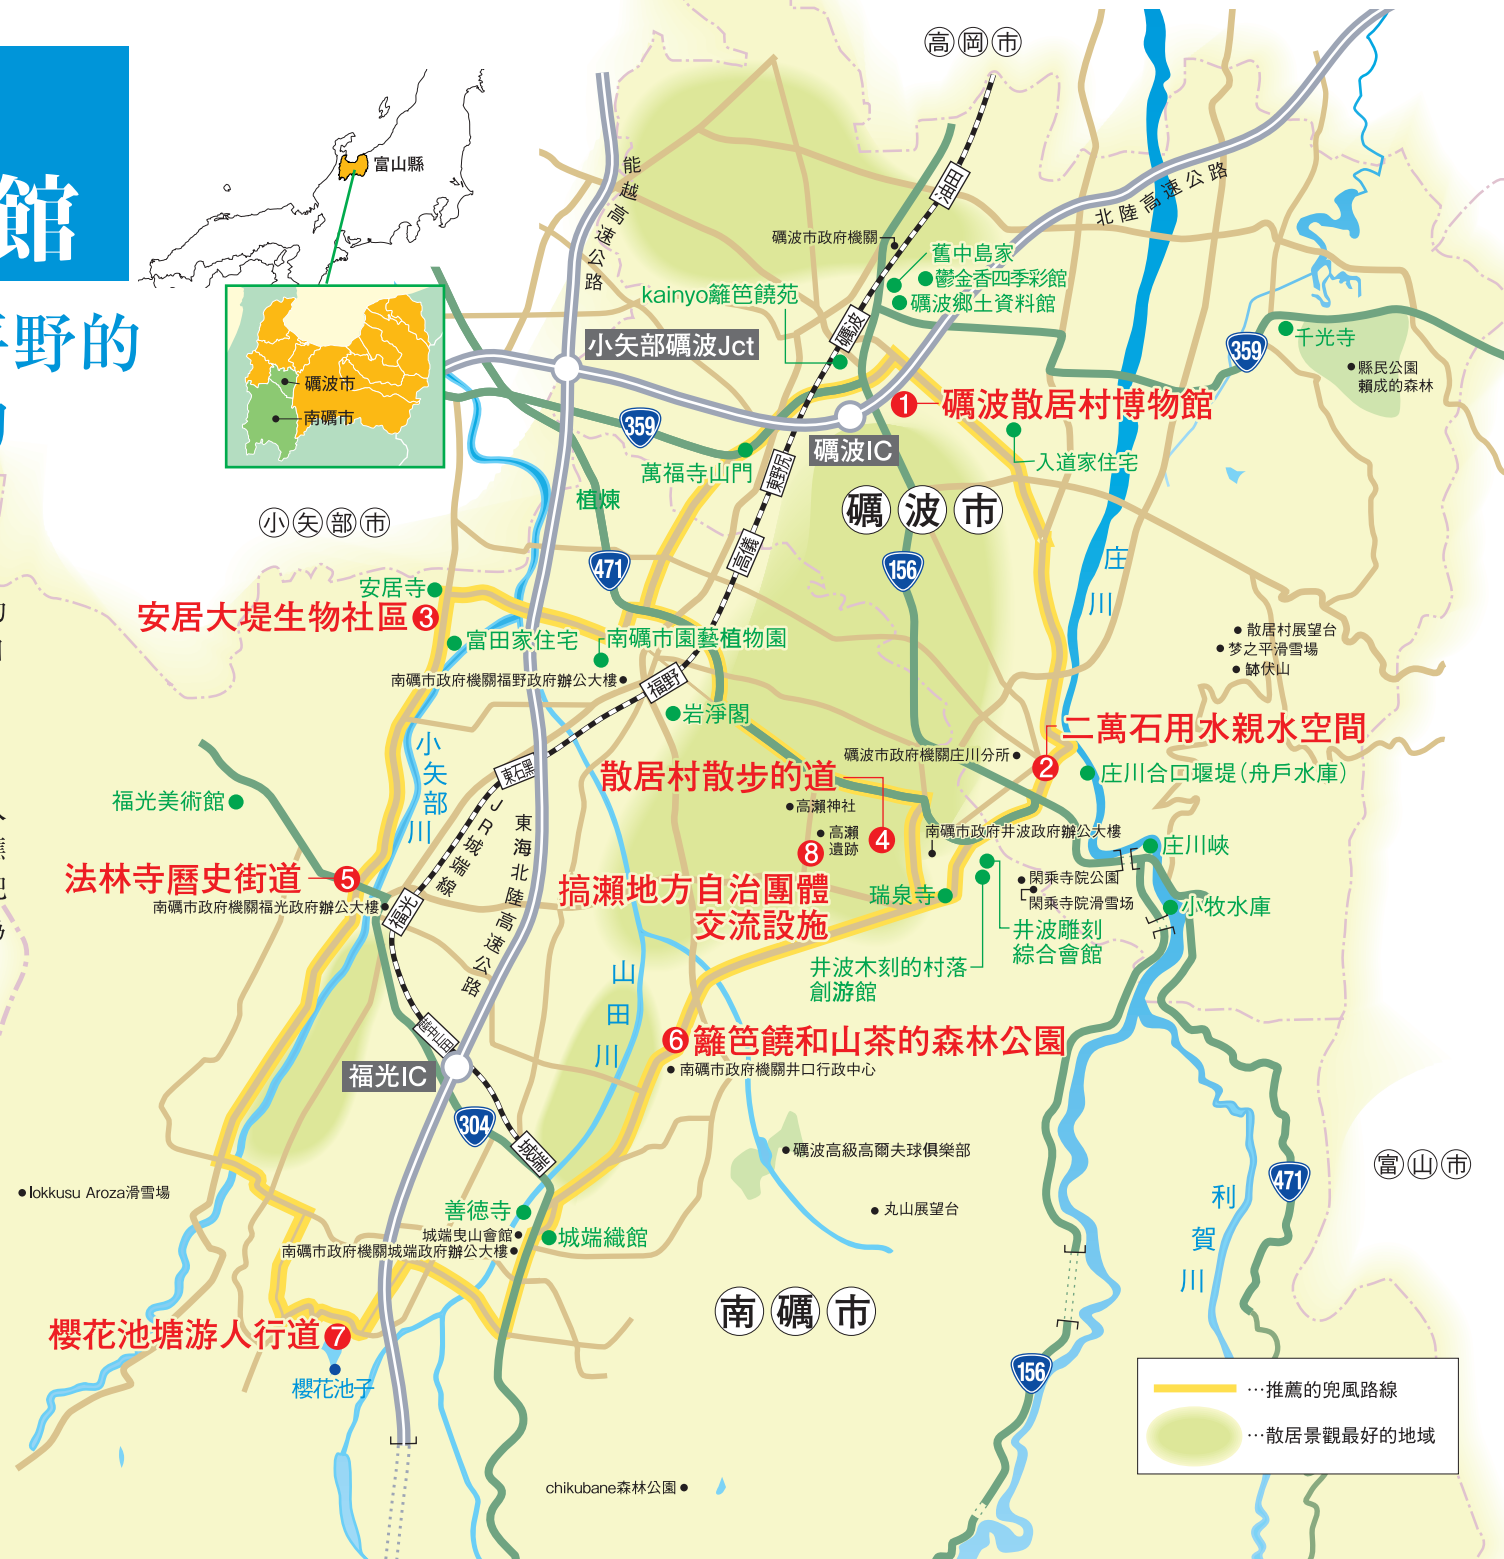 館
平野的
高岡市
富山縣
能越高速公路
油田
北陸高速公路
礪波市政府機關
舊中島家
鬱金香四季彩館
礪波鄉土資料館
kainyo籬笆饒苑
礪波
小矢部礪波Jct
359
千光寺
縣民公園
賴成的森林
礪波市
南礪市
359
❶礪波散居村博物館
礪波IC
入道家住宅
萬福寺山門
東野尻
植煉
礪波市
小矢部市
高儀
471
156
庄川
安居寺
安居大堤生物社區❸
富田家住宅
南礪市園藝植物園
南礪市政府機關福野政府辦公大樓
福野
散居村展望台
梦之平滑雪場
缽伏山
岩淨閣
二萬石用水親水空間
❷
小矢部川
礪波市政府機關庄川分所
庄川合口堰堤(舟戶水庫)
東石黑
散居村散步的道
福光美術館
高瀨神社
JR城端線
東海北陸高速公路
高瀨
遺跡
❽
❹
南礪市政府井波政府辦公大樓
庄川峽
法林寺曆史街道
❺
南礪市政府機關福光政府辦公大樓
福光
搞瀨地方自治團體
交流設施
瑞泉寺
閑乘寺院公園
閑乘寺院滑雪场
小牧水庫
井波雕刻
綜合會館
井波木刻的村落
創游館
山田川
越中山田
❻籬笆饒和山茶的森林公園
南礪市政府機關井口行政中心
福光IC
304
城端
礪波高級高爾夫球俱樂部
富山市
471
Iokkusu Aroza滑雪場
丸山展望台
利賀川
善德寺
城端曳山會館
城端織館
南礪市政府機關城端政府辦公大樓
南礪市
櫻花池塘游人行道❼
櫻花池子
156
…推薦的兜風路線
…散居景觀最好的地域
chikubane森林公園